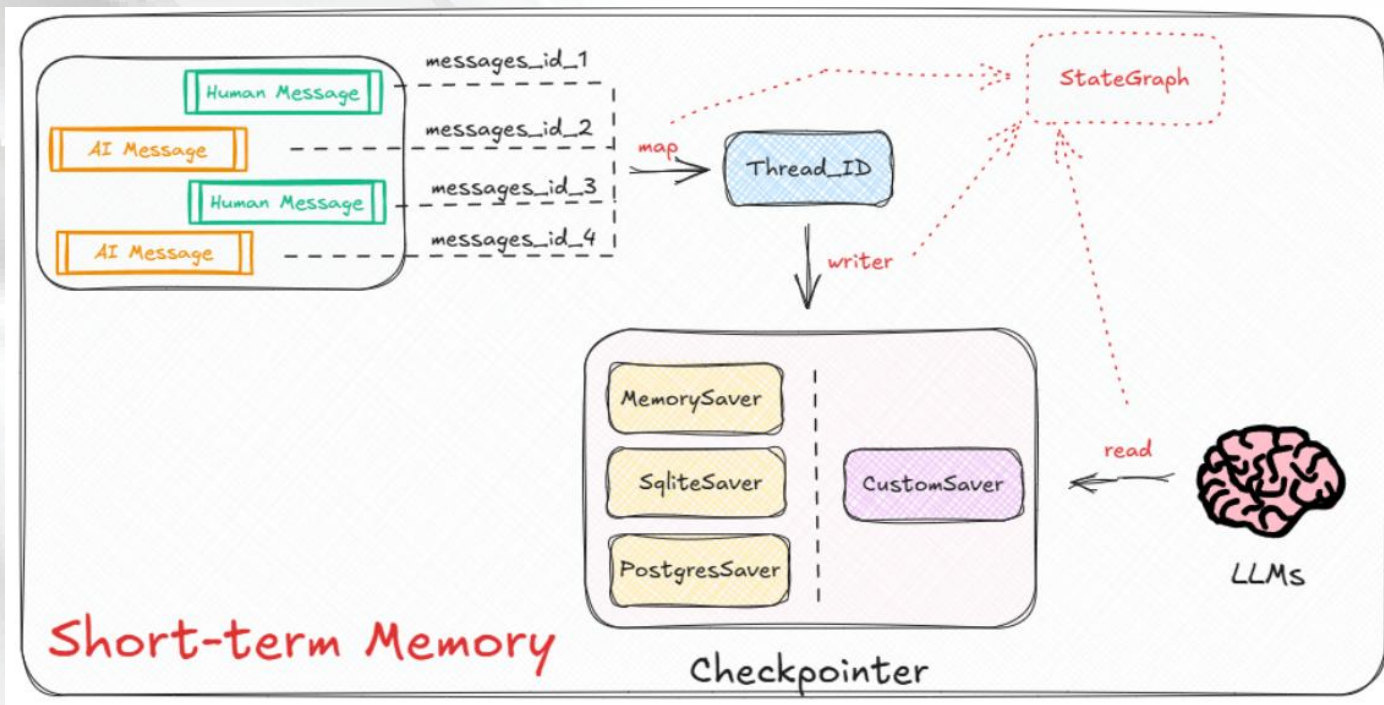 messages_id_1
Human Message
messages_id_2
AI Message
messages_id_3
Human Message
messages_id_4
AI Message
map
Thread_ID
StateGraph
writer
MemorySaver
SqliteSaver
PostgresSaver
CustomSaver
read
LLMs
Short-term Memory
Checkpointer